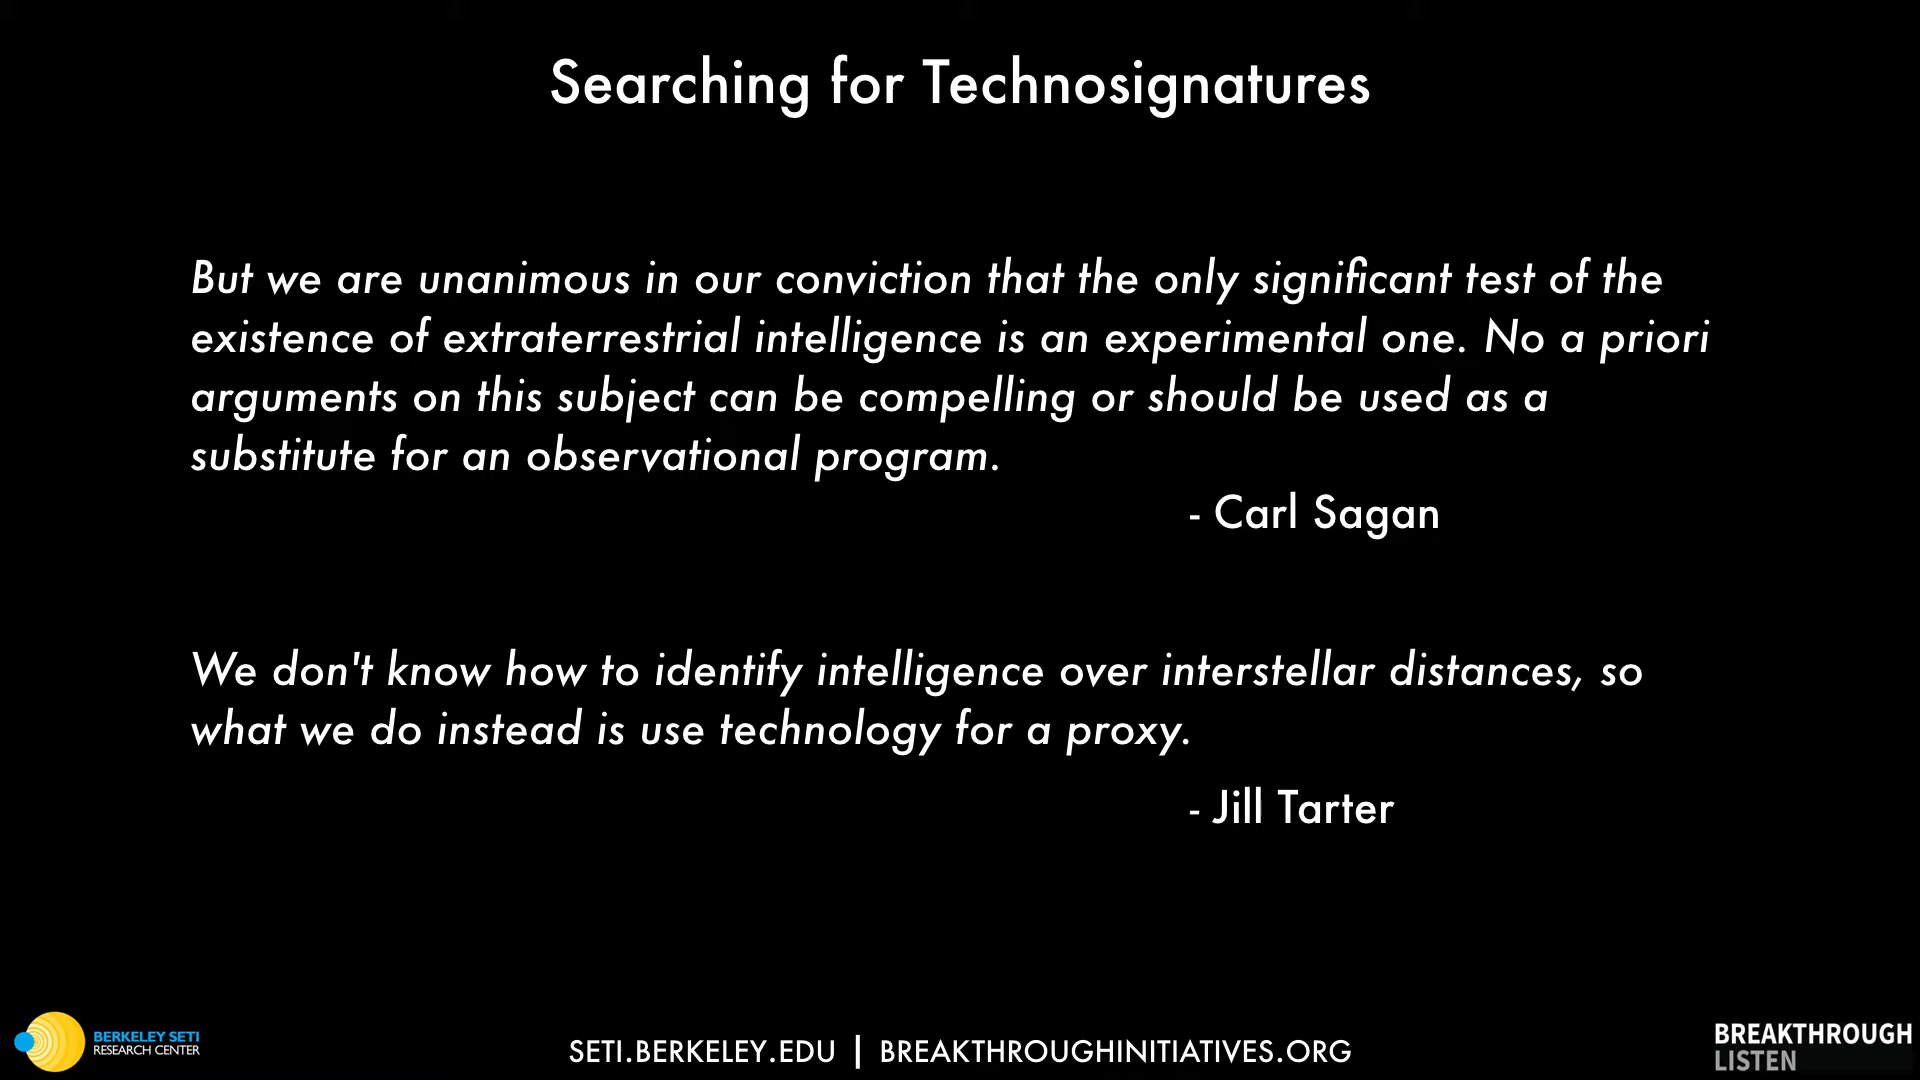 Searching for Technosignatures
But we are unanimous in our conviction that the only significant test of the
existence of extraterrestrial intelligence is an experimental one. No a priori
arguments on this subject can be compelling or should be used as a
substitute for an observational program.
- Carl Sagan
We don't know how to identify intelligence over interstellar distances, so
what we do instead is use technology for a proxy.
- Jill Tarter
BERKELEY SETI
RESEARCH CENTER
SETI.BERKELEY.EDU | BREAKTHROUGHINITIATIVES.ORG
BREAKTHROUGH
LISTEN